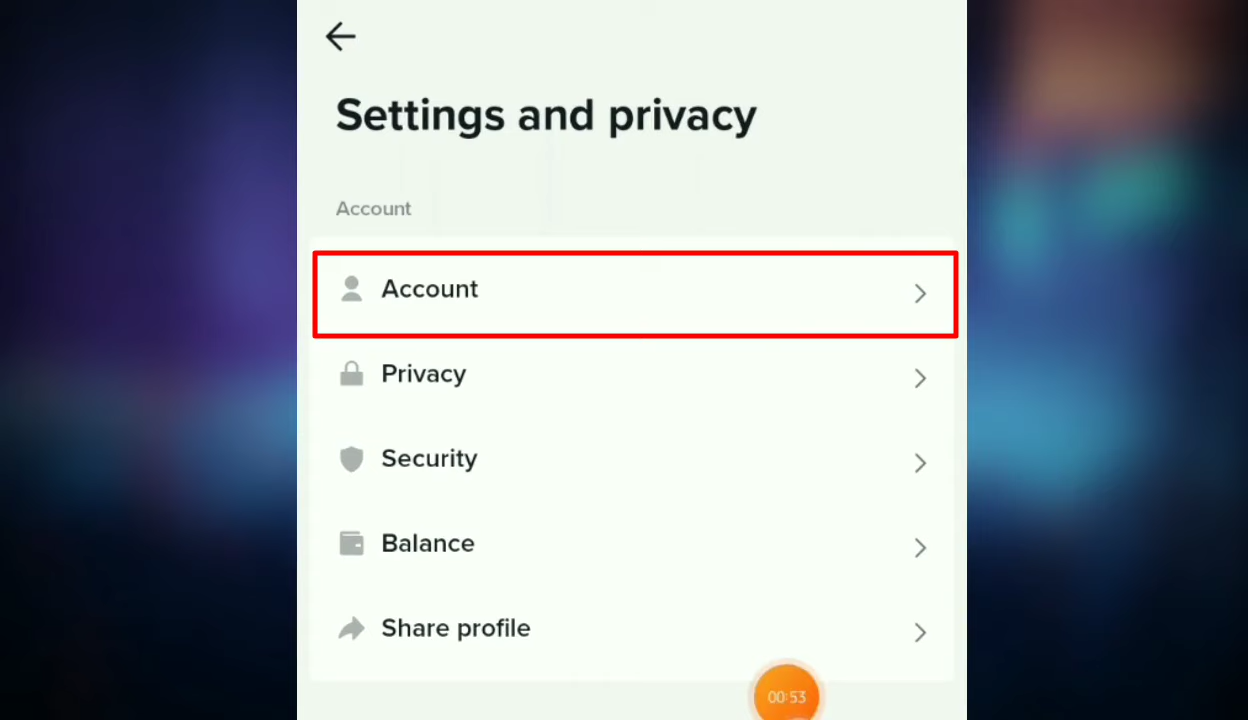 Settings and privacy
Account
Account
Privacy
Security
Balance
Share profile
00:53